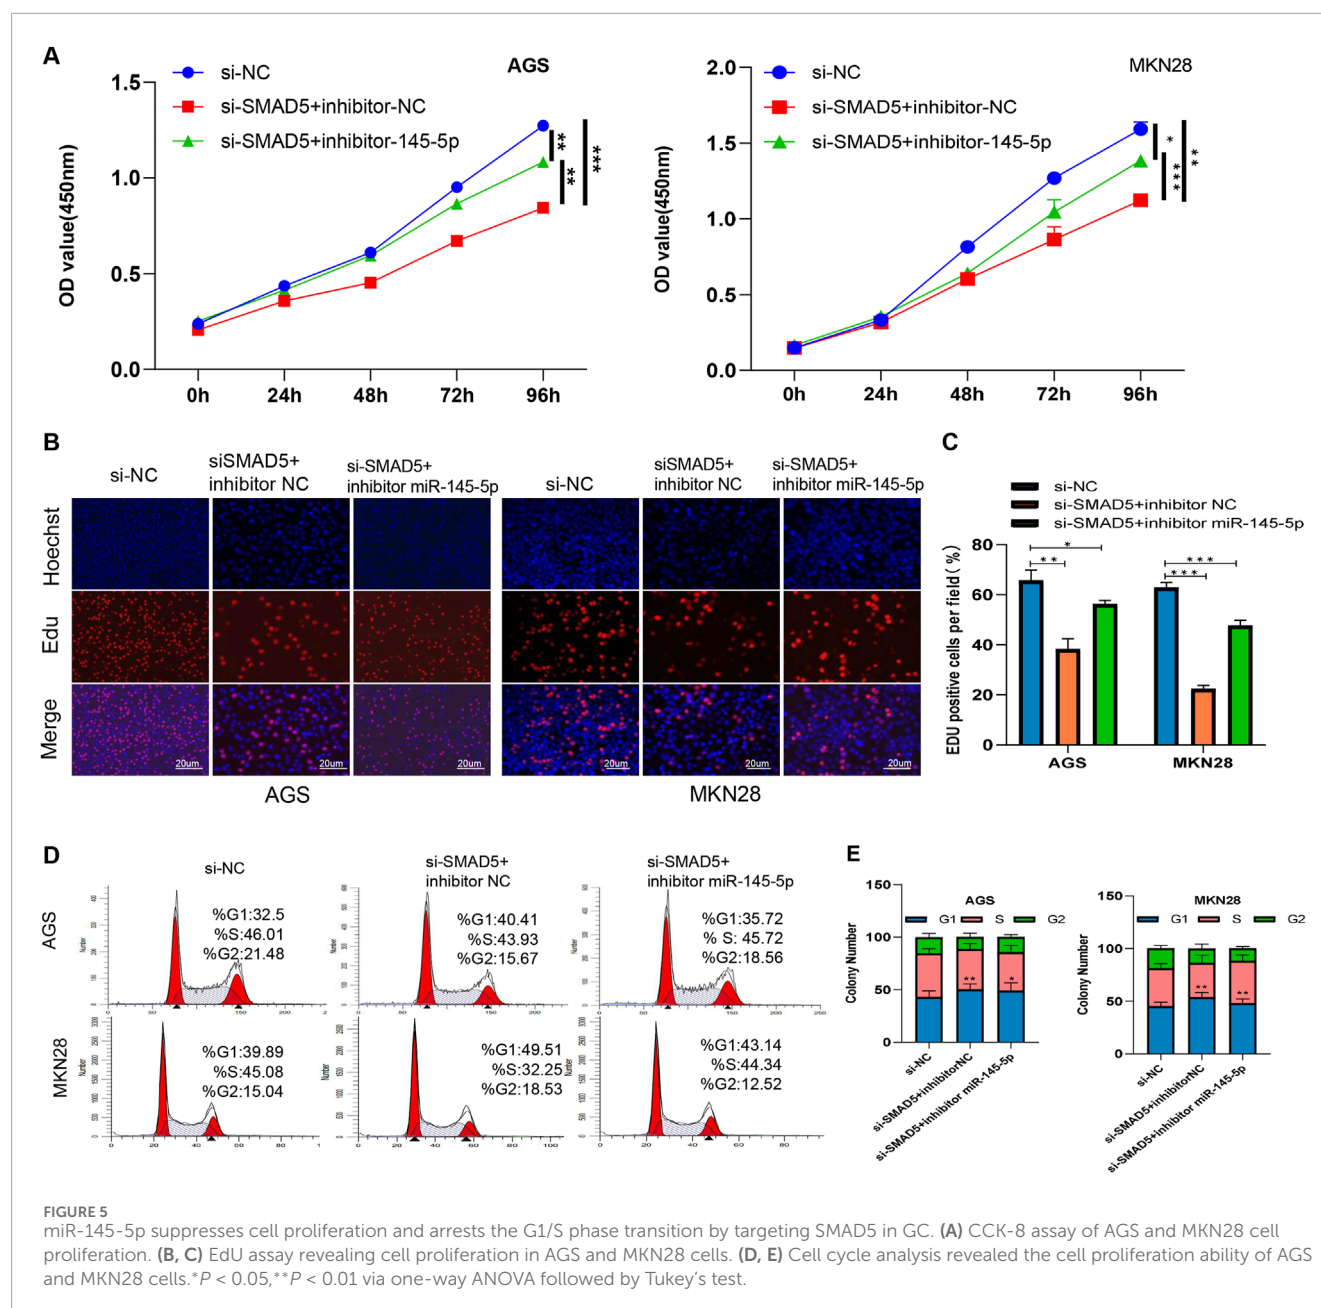 A
si-NC
si-SMAD5+inhibitor-NC
si-SMAD5+inhibitor-145-5p
AGS
OD value(450nm)
1.5
1.0
0.5
0.0
0h 24h 48h 72h 96h
**
**
***
si-NC
si-SMAD5+inhibitor-NC
si-SMAD5+inhibitor-145-5p
MKN28
OD value(450nm)
2.0
1.5
1.0
0.5
0.0
0h 24h 48h 72h 96h
*
***
**
B
si-NC
siSMAD5+
inhibitor NC
si-SMAD5+
inhibitor miR-145-5p
si-NC
siSMAD5+
inhibitor NC
si-SMAD5+
inhibitor miR-145-5p
Hoechst
Edu
Merge
20um 20um 20um 20um 20um 20um
AGS
MKN28
C
si-NC
si-SMAD5+inhibitor NC
si-SMAD5+inhibitor miR-145-5p
EDU positive cells per field( %)
80
60
40
20
0
*
**
***
***
AGS MKN28
D
si-NC
si-SMAD5+
inhibitor NC
si-SMAD5+
inhibitor miR-145-5p
AGS
%G1:32.5
%S:46.01
%G2:21.48
%G1:40.41
%S:43.93
%G2:15.67
%G1:35.72
% S: 45.72
%G2:18.56
MKN28
%G1:39.89
%S:45.08
%G2:15.04
%G1:49.51
%S:32.25
%G2:18.53
%G1:43.14
%S:44.34
%G2:12.52
E
AGS
G1 S G2
Colony Number
150
100
50
0
** *
si-NC
si-SMAD5+inhibitorNC
si-SMAD5+inhibitor miR-145-5p
MKN28
G1 S G2
Colony Number
150
100
50
0
** **
si-NC
si-SMAD5+inhibitorNC
si-SMAD5+inhibitor miR-145-5p
FIGURE 5
miR-145-5p suppresses cell proliferation and arrests the G1/S phase transition by targeting SMAD5 in GC. (A) CCK-8 assay of AGS and MKN28 cell
proliferation. (B, C) EdU assay revealing cell proliferation in AGS and MKN28 cells. (D, E) Cell cycle analysis revealed the cell proliferation ability of AGS
and MKN28 cells.*P < 0.05,**P < 0.01 via one-way ANOVA followed by Tukey's test.